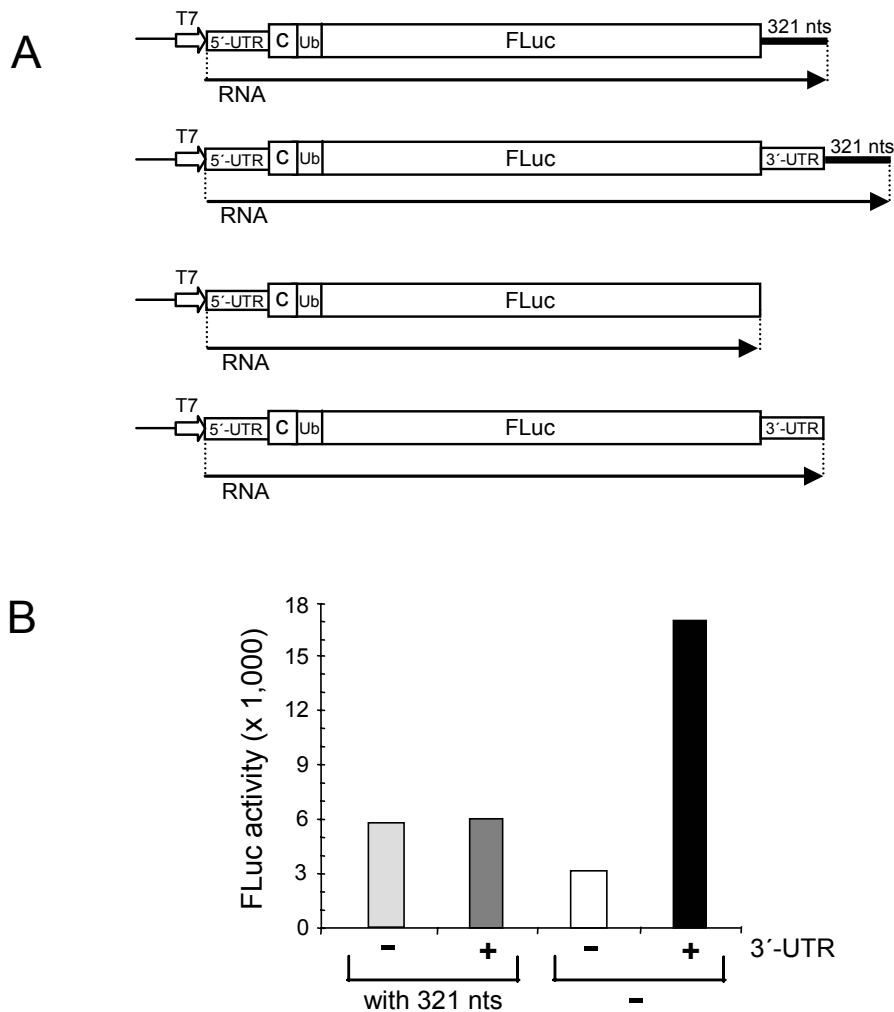 A
T7
5´-UTR C Ub FLuc 321 nts
RNA
T7
5´-UTR C Ub FLuc 3´-UTR 321 nts
RNA
T7
5´-UTR C Ub FLuc
RNA
T7
5´-UTR C Ub FLuc 3´-UTR
RNA
B
FLuc activity (x 1,000)
18
15
12
9
6
3
0
- + - + 3´-UTR
with 321 nts -